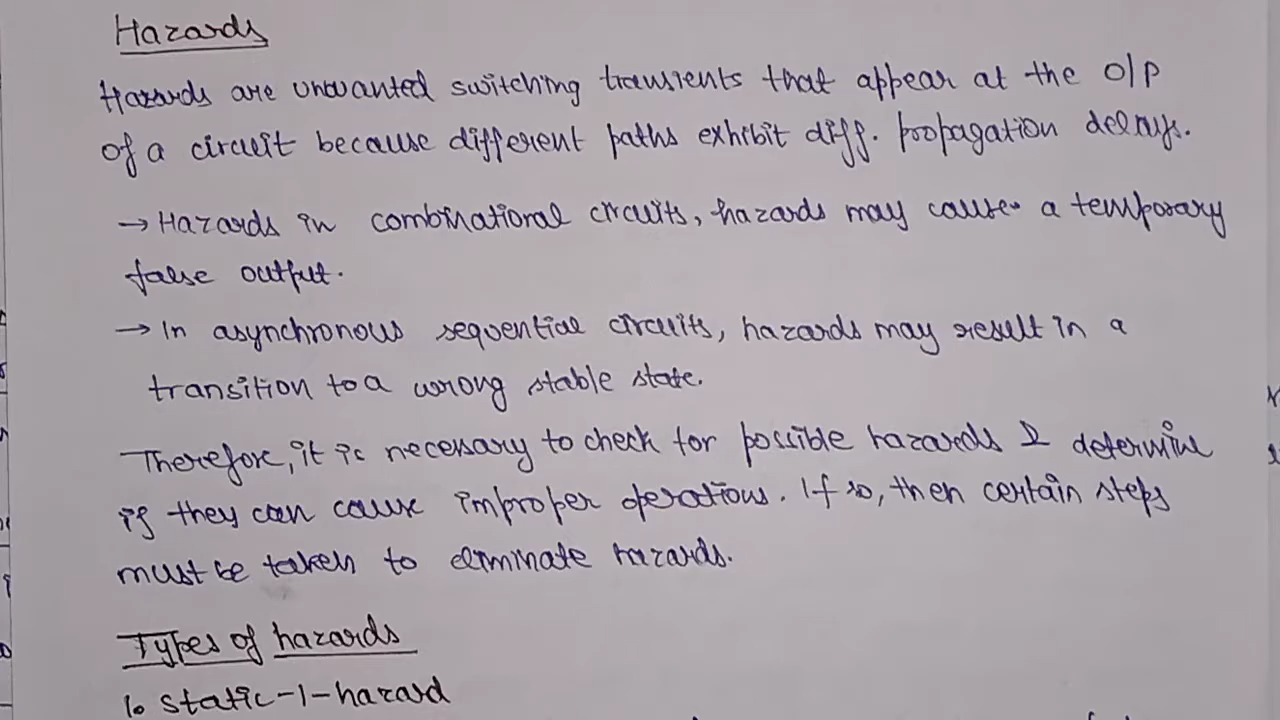 Hazards
Hazards are unwanted switching transients that appear at the O/P
of a circuit because different paths exhibit diff. propagation delays.
→ Hazards in combinational circuits, hazards may cause a temporary
false output.
→ In asynchronous sequential circuits, hazards may result in a
transition to a wrong stable state.
Therefore, it is necessary to check for possible hazards & determine
if they can cause improper operations. If so, then certain steps
must be taken to eliminate hazards.
Types of hazards
1. static-1-hazard